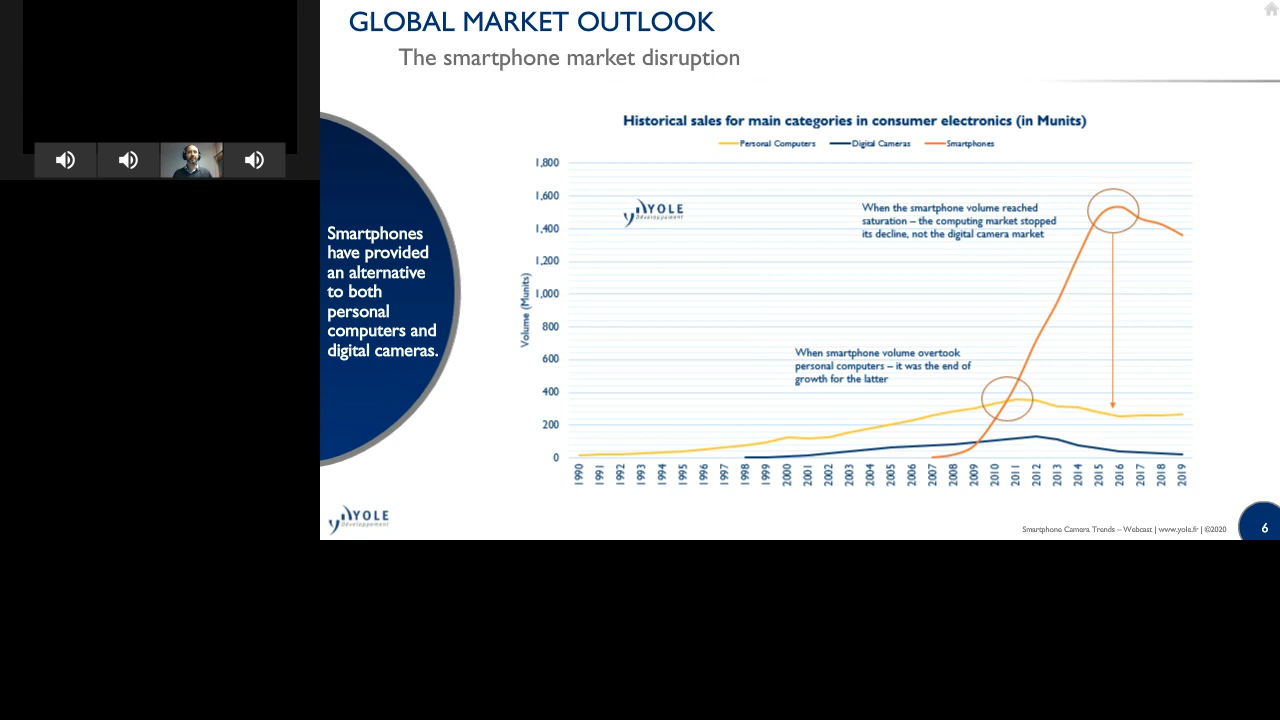 GLOBAL MARKET OUTLOOK
The smartphone market disruption
Smartphones
have provided
an alternative
to both
personal
computers and
digital cameras.
Historical sales for main categories in consumer electronics (in Munits)
Personal Computers
Digital Cameras
Smartphones
Volume (Munits)
1,800
1,600
1,400
1,200
1,000
800
600
400
200
0
YOLE
Développement
When the smartphone volume reached
saturation – the computing market stopped
its decline, not the digital camera market
When smartphone volume overtook
personal computers – it was the end of
growth for the latter
1990 1991 1992 1993 1994 1995 1996 1997 1998 1999 2000 2001 2002 2003 2004 2005 2006 2007 2008 2009 2010 2011 2012 2013 2014 2015 2016 2017 2018 2019
YOLE
Développement
Smartphone Camera Trends – Webcast | www.yole.fr | ©2020
6